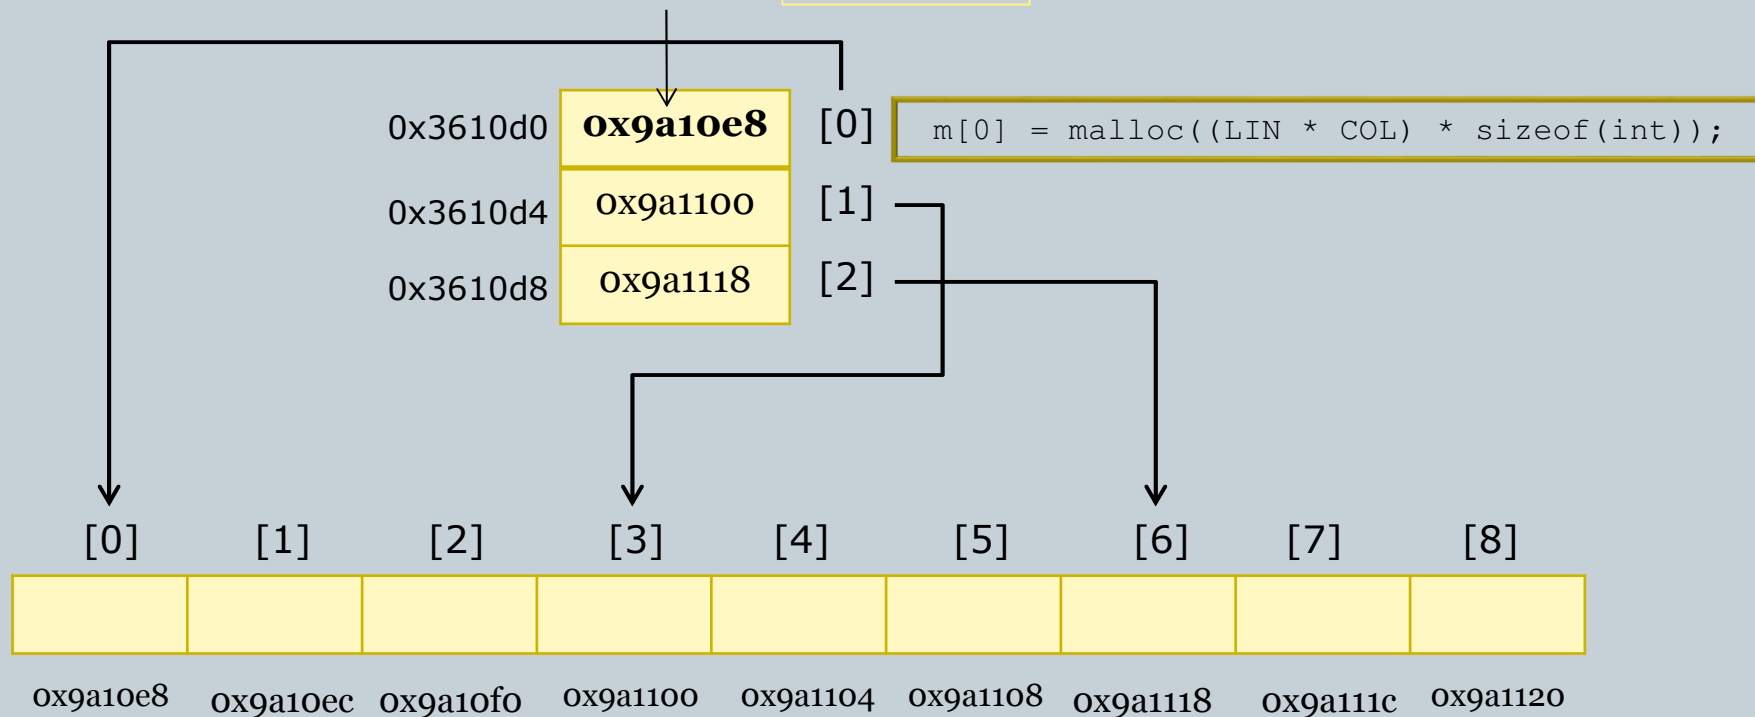 0x3610d0 0x9a10e8 [0] m[0] = malloc((LIN * COL) * sizeof(int));
0x3610d4 0x9a1100 [1]
0x3610d8 0x9a1118 [2]
[0] [1] [2] [3] [4] [5] [6] [7] [8]
0x9a10e8 0x9a10ec 0x9a10f0 0x9a1100 0x9a1104 0x9a1108 0x9a1118 0x9a111c 0x9a1120